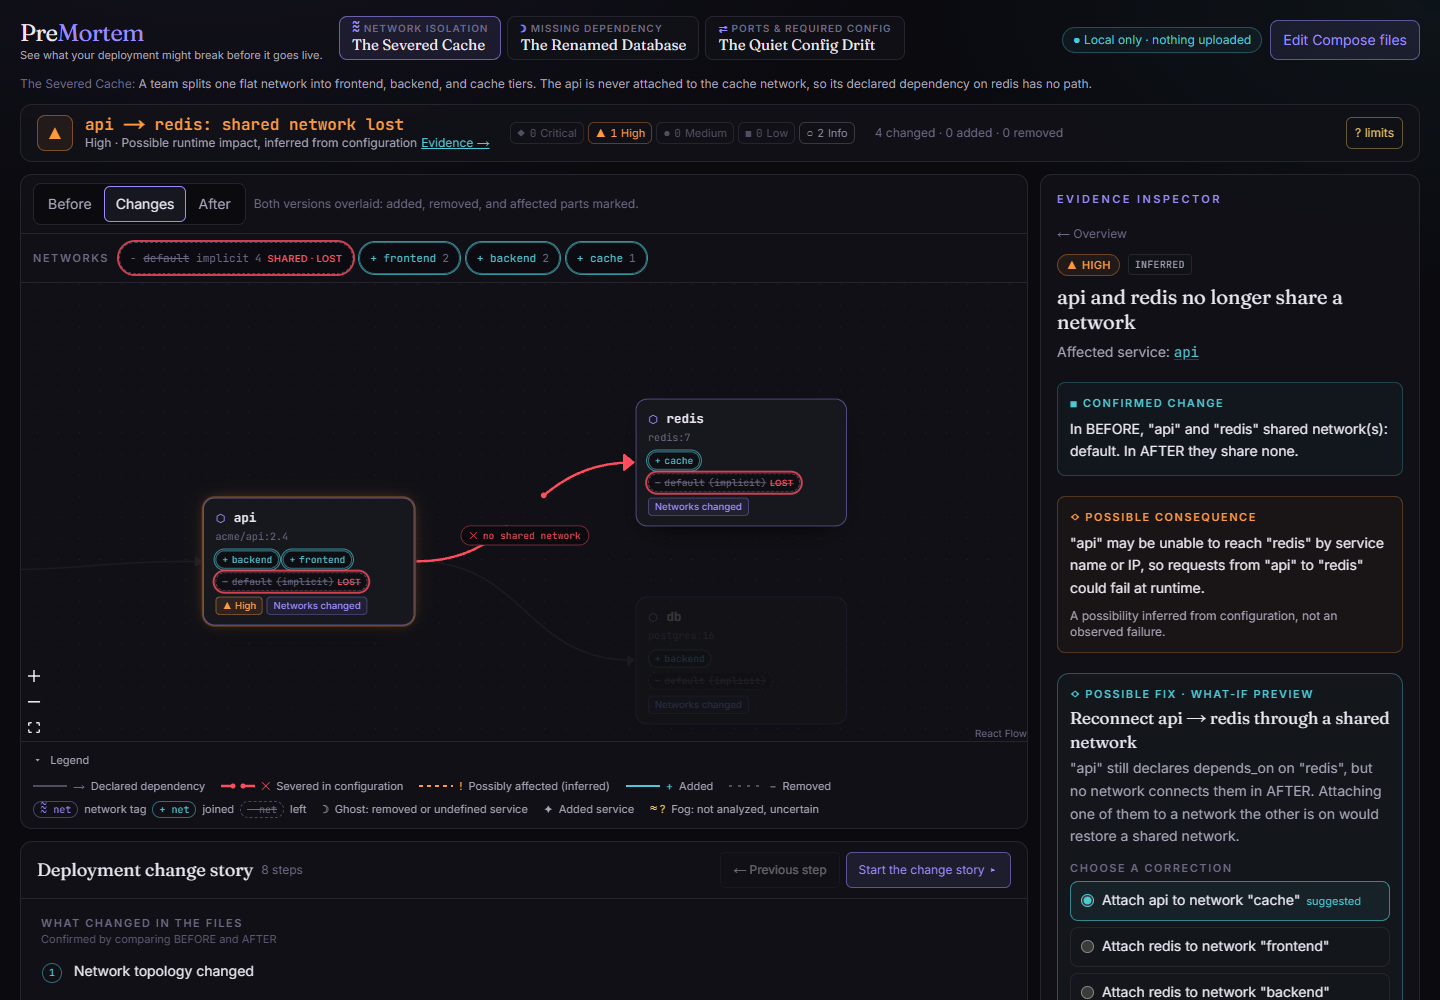 PreMortem
See what your deployment might break before it goes live.
NETWORK ISOLATION
The Severed Cache
MISSING DEPENDENCY
The Renamed Database
PORTS & REQUIRED CONFIG
The Quiet Config Drift
Local only · nothing uploaded
Edit Compose files
The Severed Cache: A team splits one flat network into frontend, backend, and cache tiers. The api is never attached to the cache network, so its declared dependency on redis has no path.
api → redis: shared network lost
High · Possible runtime impact, inferred from configuration Evidence →
◆ 0 Critical
▲ 1 High
● 0 Medium
■ 0 Low
○ 2 Info
4 changed · 0 added · 0 removed
? limits
Before
Changes
After
Both versions overlaid: added, removed, and affected parts marked.
NETWORKS
- default implicit 4 SHARED · LOST
+ frontend 2
+ backend 2
+ cache 1
redis
redis:7
+ cache
− default (implicit) LOST
Networks changed
✕ no shared network
api
acme/api:2.4
+ backend
+ frontend
− default (implicit) LOST
▲ High
Networks changed
db
postgres:16
+ backend
− default (implicit)
Networks changed
React Flow
Legend
→ Declared dependency
✕ Severed in configuration
! Possibly affected (inferred)
+ Added
− Removed
net network tag
+ net joined
− net left
☽ Ghost: removed or undefined service
✦ Added service
≈? Fog: not analyzed, uncertain
Deployment change story 8 steps
← Previous step
Start the change story ▸
WHAT CHANGED IN THE FILES
Confirmed by comparing BEFORE and AFTER
1 Network topology changed
EVIDENCE INSPECTOR
← Overview
▲ HIGH
INFERRED
api and redis no longer share a
network
Affected service: api
■ CONFIRMED CHANGE
In BEFORE, "api" and "redis" shared network(s):
default. In AFTER they share none.
◇ POSSIBLE CONSEQUENCE
"api" may be unable to reach "redis" by service
name or IP, so requests from "api" to "redis"
could fail at runtime.
A possibility inferred from configuration, not an
observed failure.
◇ POSSIBLE FIX · WHAT-IF PREVIEW
Reconnect api → redis through a shared
network
"api" still declares depends_on on "redis", but
no network connects them in AFTER. Attaching
one of them to a network the other is on would
restore a shared network.
CHOOSE A CORRECTION
Attach api to network "cache" suggested
Attach redis to network "frontend"
Attach redis to network "backend"